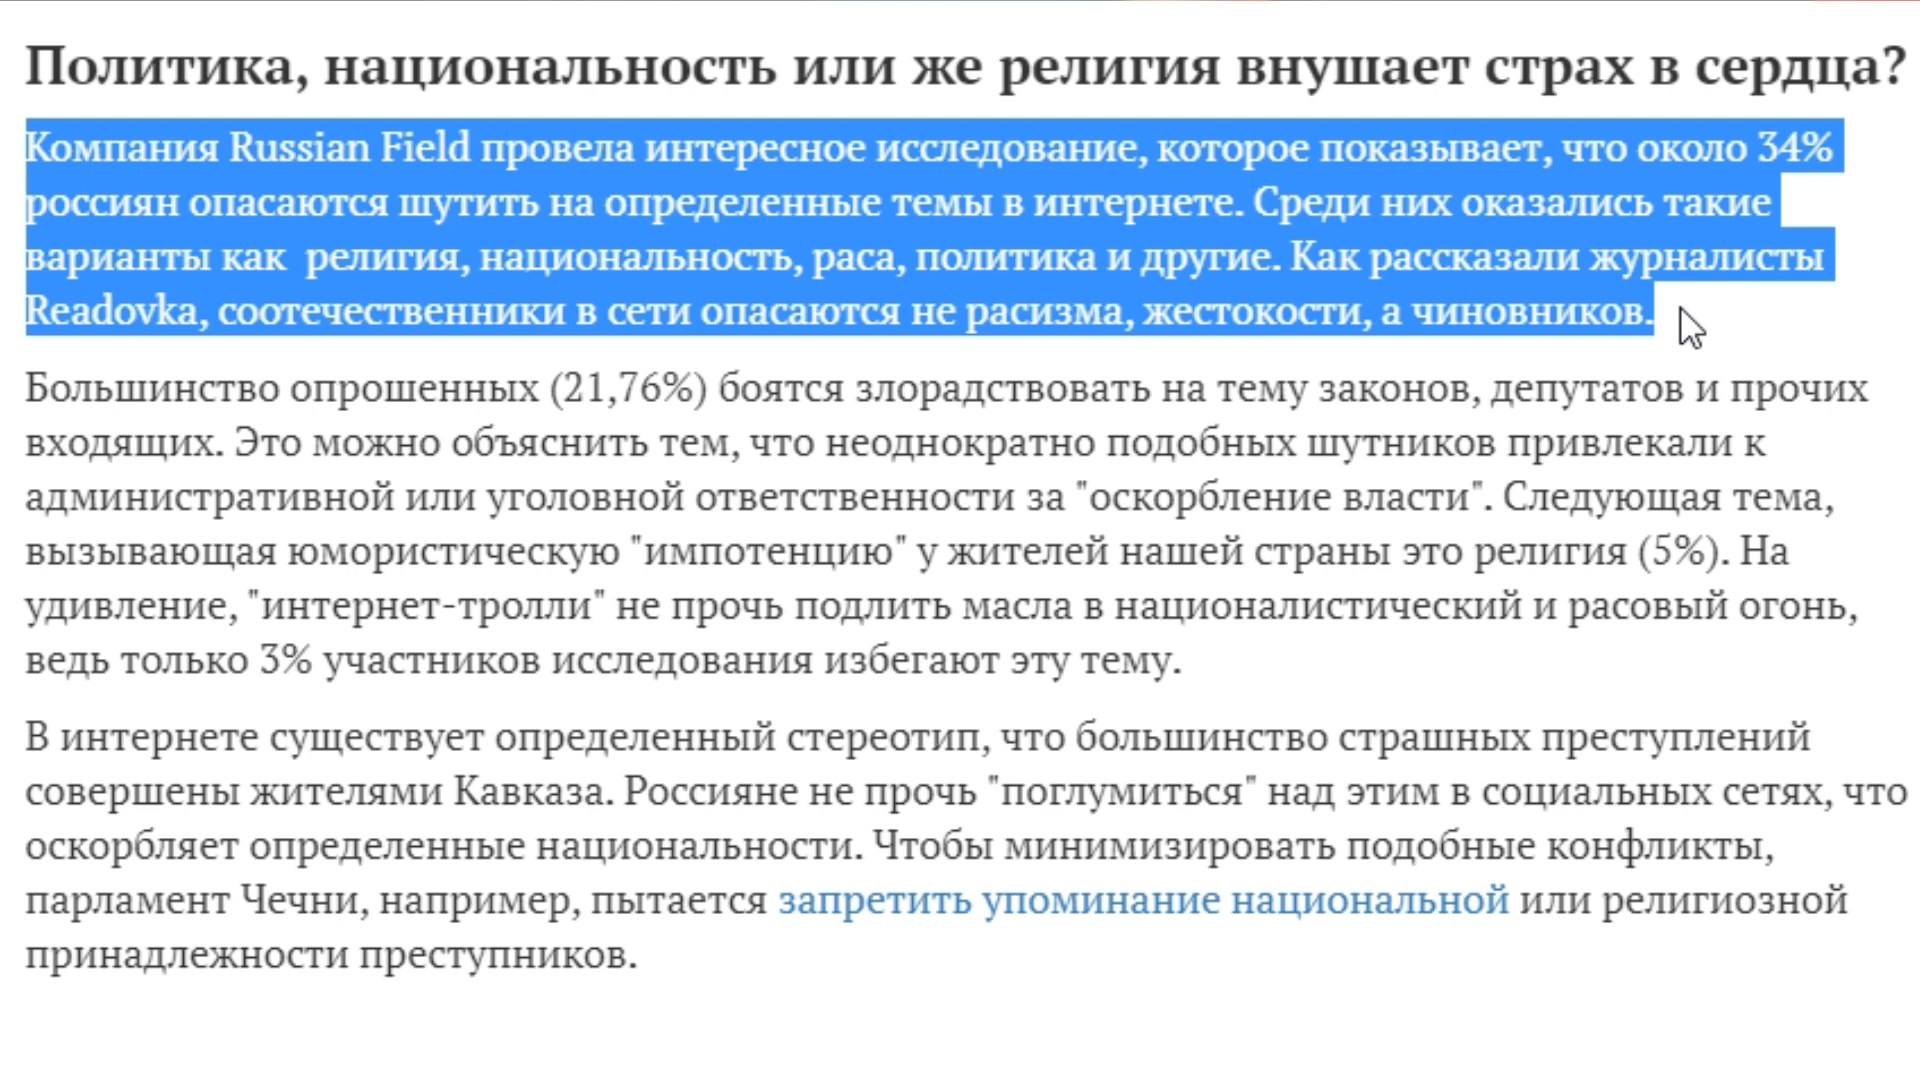 Политика, национальность или же религия внушает страх в сердца?
Компания Russian Field провела интересное исследование, которое показывает, что около 34%
россиян опасаются шутить на определенные темы в интернете. Среди них оказались такие
варианты как  религия, национальность, раса, политика и другие. Как рассказали журналисты
Readovka, соотечественники в сети опасаются не расизма, жестокости, а чиновников.
Большинство опрошенных (21,76%) боятся злорадствовать на тему законов, депутатов и прочих
входящих. Это можно объяснить тем, что неоднократно подобных шутников привлекали к
административной или уголовной ответственности за "оскорбление власти". Следующая тема,
вызывающая юмористическую "импотенцию" у жителей нашей страны это религия (5%). На
удивление, "интернет-тролли" не прочь подлить масла в националистический и расовый огонь,
ведь только 3% участников исследования избегают эту тему.
В интернете существует определенный стереотип, что большинство страшных преступлений
совершены жителями Кавказа. Россияне не прочь "поглумиться" над этим в социальных сетях, что
оскорбляет определенные национальности. Чтобы минимизировать подобные конфликты,
парламент Чечни, например, пытается запретить упоминание национальной или религиозной
принадлежности преступников.